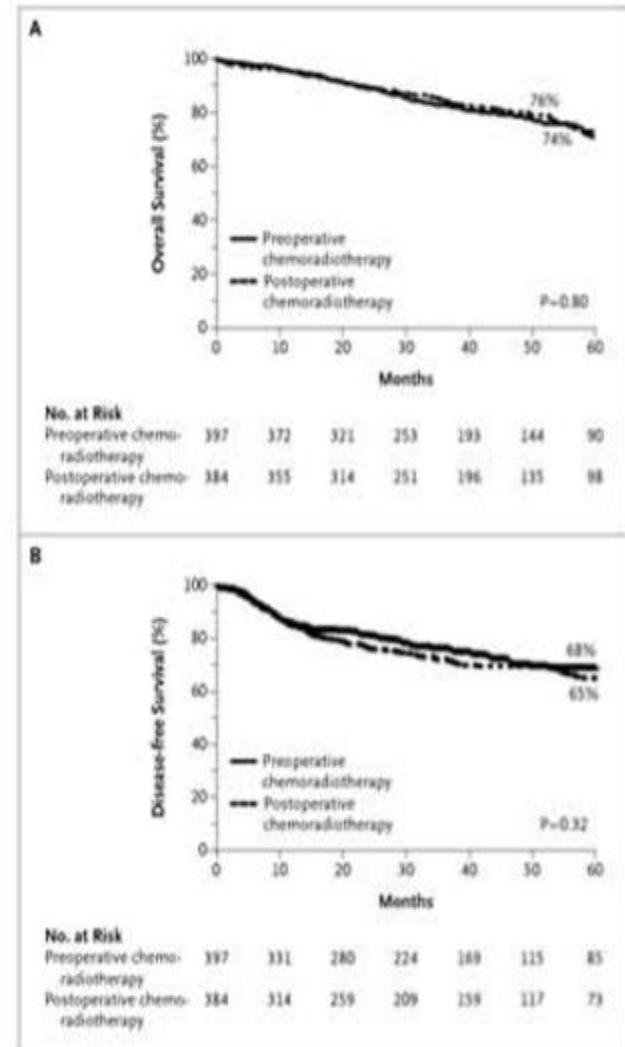 A
Overall Survival (%)
100
80
60
40
20
0
76%
74%
Preoperative
chemoradiotherapy
Postoperative
chemoradiotherapy
P=0.80
0 10 20 30 40 50 60
Months
No. at Risk
Preoperative chemo-
radiotherapy
397 372 321 253 193 144 90
Postoperative chemo-
radiotherapy
384 355 314 251 196 135 98
B
Disease-free Survival (%)
100
80
60
40
20
0
68%
65%
Preoperative
chemoradiotherapy
Postoperative
chemoradiotherapy
P=0.32
0 10 20 30 40 50 60
Months
No. at Risk
Preoperative chemo-
radiotherapy
397 331 280 224 169 115 85
Postoperative chemo-
radiotherapy
384 314 259 209 159 117 73